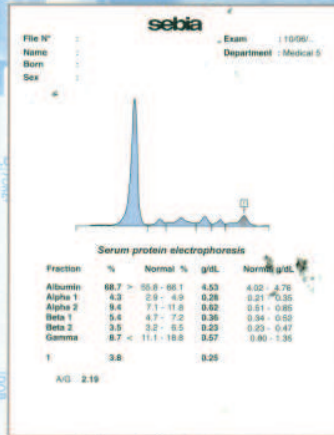 sebia
File N° : Exam : 10/06/..
Name : Department : Medical 5
Born :
Sex :
1
Serum protein electrophoresis
Fraction % Normal % g/dL Normal g/dL
Albumin 68.7 > 55.8 - 66.1 4.53 4.02 - 4.76
Alpha 1 4.3 2.9 - 4.9 0.28 0.21 - 0.35
Alpha 2 9.4 7.1 - 11.8 0.62 0.51 - 0.85
Beta 1 5.4 4.7 - 7.2 0.36 0.34 - 0.52
Beta 2 3.5 3.2 - 6.5 0.23 0.23 - 0.47
Gamma 8.7 < 11.1 - 18.8 0.57 0.80 - 1.35
1 3.8 0.25
A/G 2.19